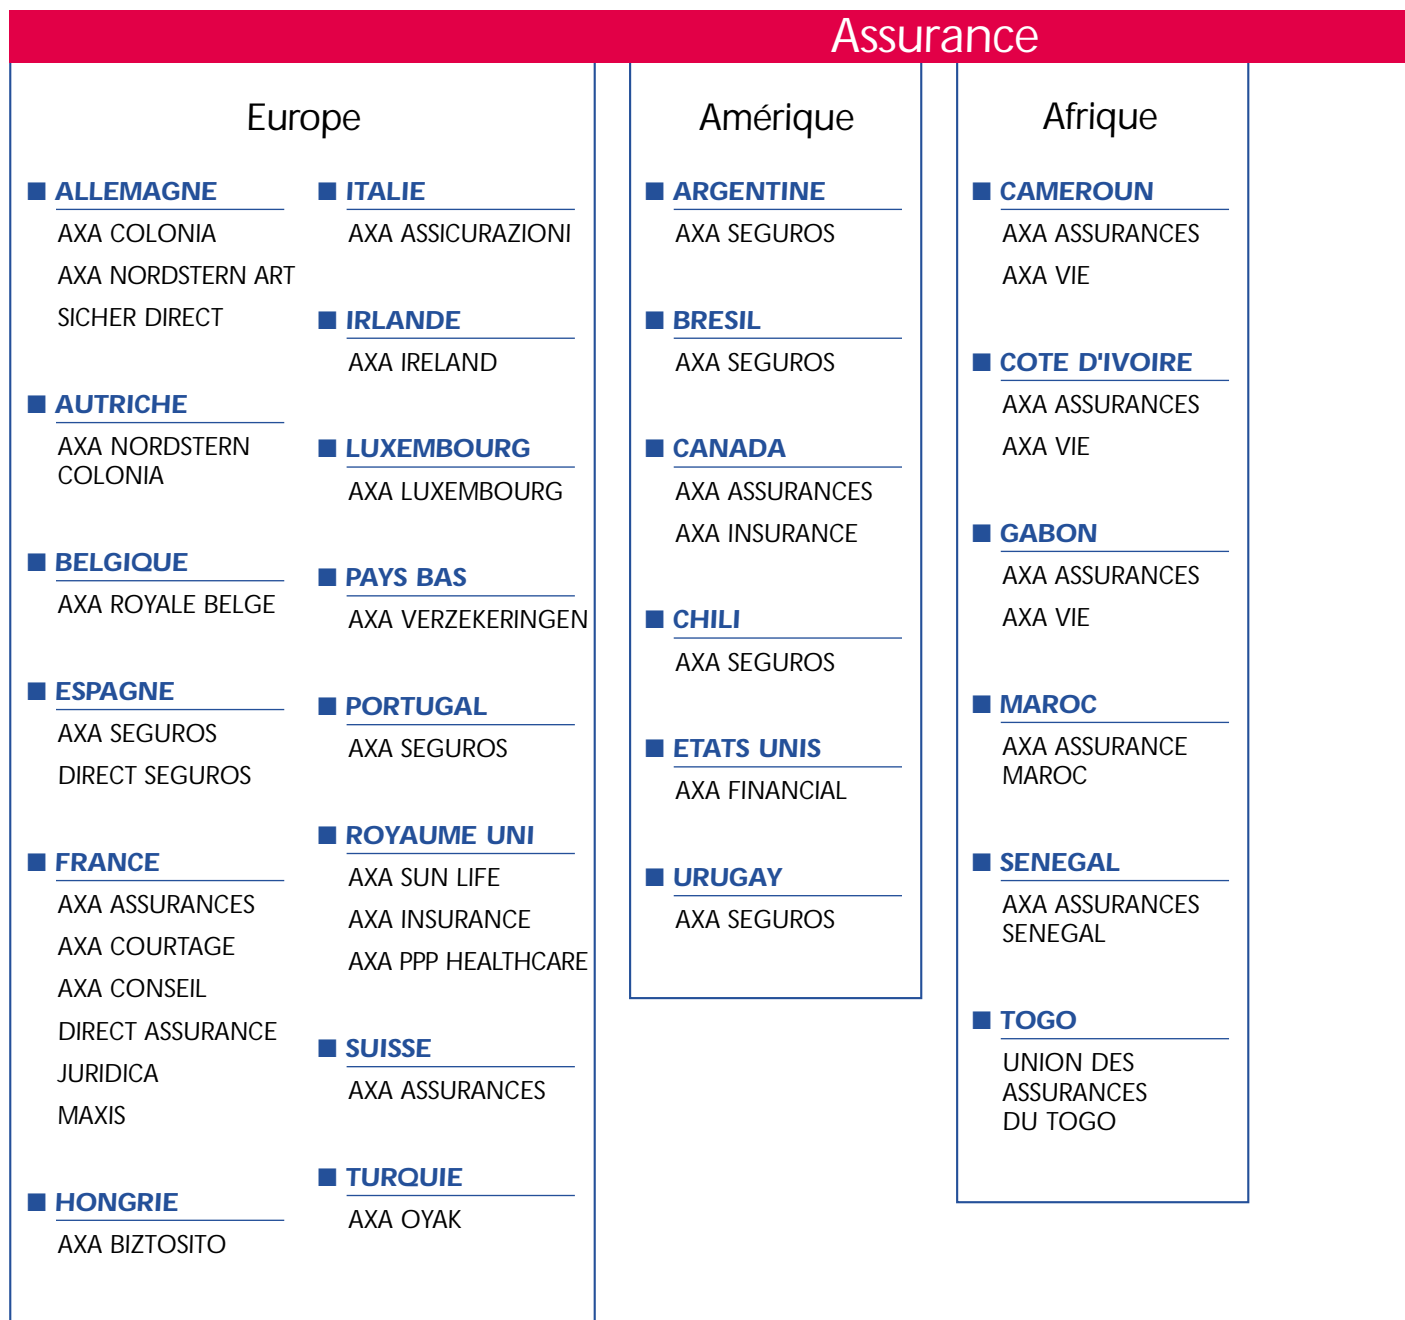 Assurance
Europe
■ ALLEMAGNE
AXA COLONIA
AXA NORDSTERN ART
SICHER DIRECT
■ AUTRICHE
AXA NORDSTERN
COLONIA
■ BELGIQUE
AXA ROYALE BELGE
■ ESPAGNE
AXA SEGUROS
DIRECT SEGUROS
■ FRANCE
AXA ASSURANCES
AXA COURTAGE
AXA CONSEIL
DIRECT ASSURANCE
JURIDICA
MAXIS
■ HONGRIE
AXA BIZTOSITO
■ ITALIE
AXA ASSICURAZIONI
■ IRLANDE
AXA IRELAND
■ LUXEMBOURG
AXA LUXEMBOURG
■ PAYS BAS
AXA VERZEKERINGEN
■ PORTUGAL
AXA SEGUROS
■ ROYAUME UNI
AXA SUN LIFE
AXA INSURANCE
AXA PPP HEALTHCARE
■ SUISSE
AXA ASSURANCES
■ TURQUIE
AXA OYAK
Amérique
■ ARGENTINE
AXA SEGUROS
■ BRESIL
AXA SEGUROS
■ CANADA
AXA ASSURANCES
AXA INSURANCE
■ CHILI
AXA SEGUROS
■ ETATS UNIS
AXA FINANCIAL
■ URUGAY
AXA SEGUROS
Afrique
■ CAMEROUN
AXA ASSURANCES
AXA VIE
■ COTE D'IVOIRE
AXA ASSURANCES
AXA VIE
■ GABON
AXA ASSURANCES
AXA VIE
■ MAROC
AXA ASSURANCE
MAROC
■ SENEGAL
AXA ASSURANCES
SENEGAL
■ TOGO
UNION DES
ASSURANCES
DU TOGO